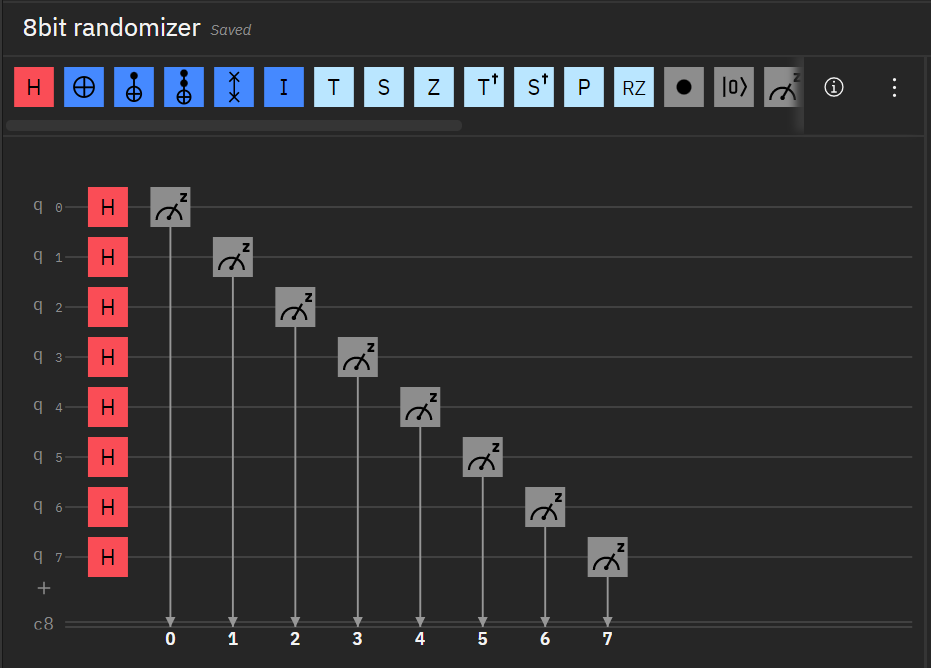 8bit randomizer Saved
H I T S Z T† S† P RZ |0⟩ z
q 0 H z
q 1 H z
q 2 H z
q 3 H z
q 4 H z
q 5 H z
q 6 H z
q 7 H z
+
c8 0 1 2 3 4 5 6 7